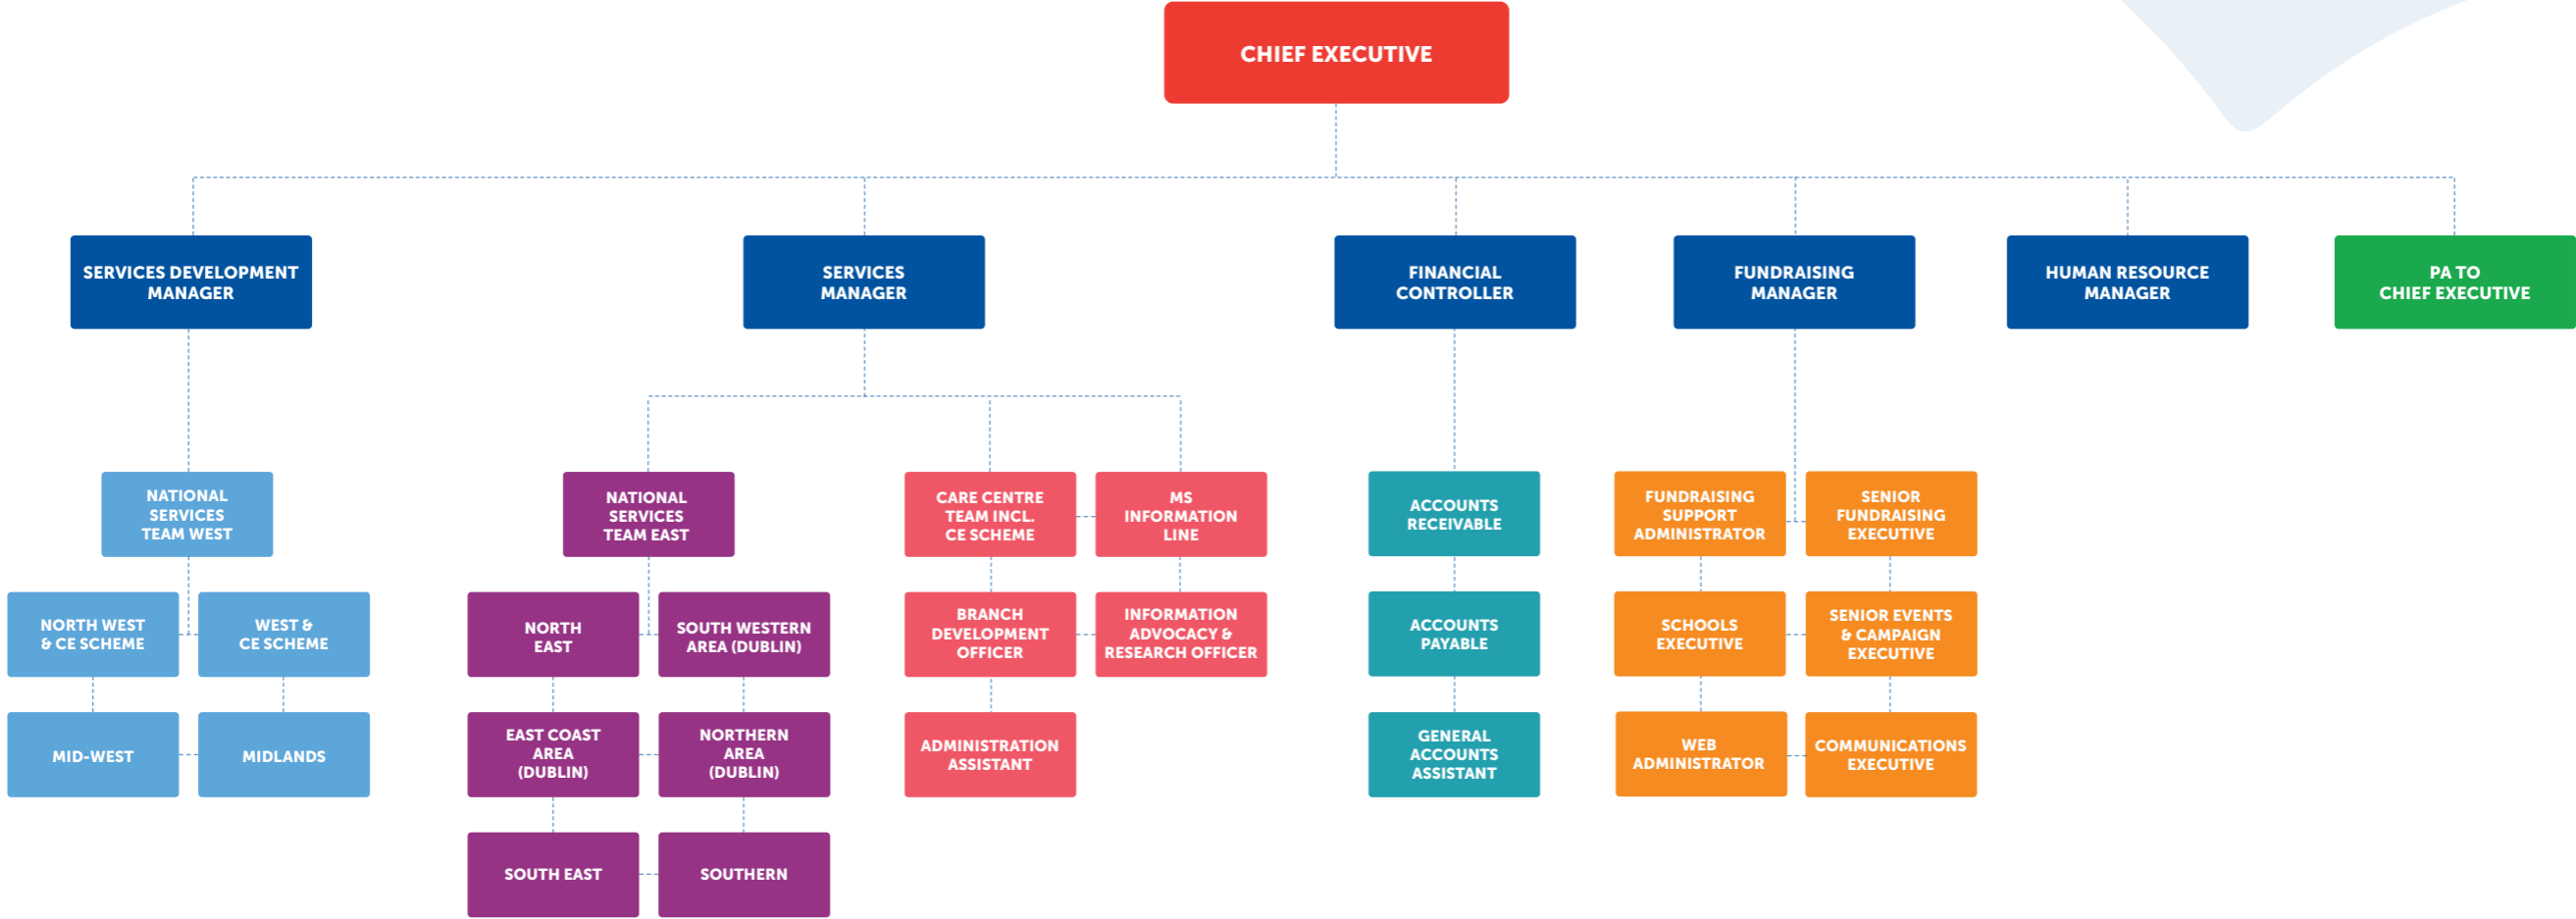 CHIEF EXECUTIVE
SERVICES DEVELOPMENT
MANAGER
SERVICES
MANAGER
FINANCIAL
CONTROLLER
FUNDRAISING
MANAGER
HUMAN RESOURCE
MANAGER
PA TO
CHIEF EXECUTIVE
NATIONAL
SERVICES
TEAM WEST
NORTH WEST
& CE SCHEME
WEST &
CE SCHEME
MID-WEST
MIDLANDS
NATIONAL
SERVICES
TEAM EAST
NORTH
EAST
SOUTH WESTERN
AREA (DUBLIN)
EAST COAST
AREA
(DUBLIN)
NORTHERN
AREA
(DUBLIN)
SOUTH EAST
SOUTHERN
CARE CENTRE
TEAM INCL.
CE SCHEME
MS
INFORMATION
LINE
BRANCH
DEVELOPMENT
OFFICER
INFORMATION
ADVOCACY &
RESEARCH OFFICER
ADMINISTRATION
ASSISTANT
ACCOUNTS
RECEIVABLE
ACCOUNTS
PAYABLE
GENERAL
ACCOUNTS
ASSISTANT
FUNDRAISING
SUPPORT
ADMINISTRATOR
SENIOR
FUNDRAISING
EXECUTIVE
SCHOOLS
EXECUTIVE
SENIOR EVENTS
& CAMPAIGN
EXECUTIVE
WEB
ADMINISTRATOR
COMMUNICATIONS
EXECUTIVE